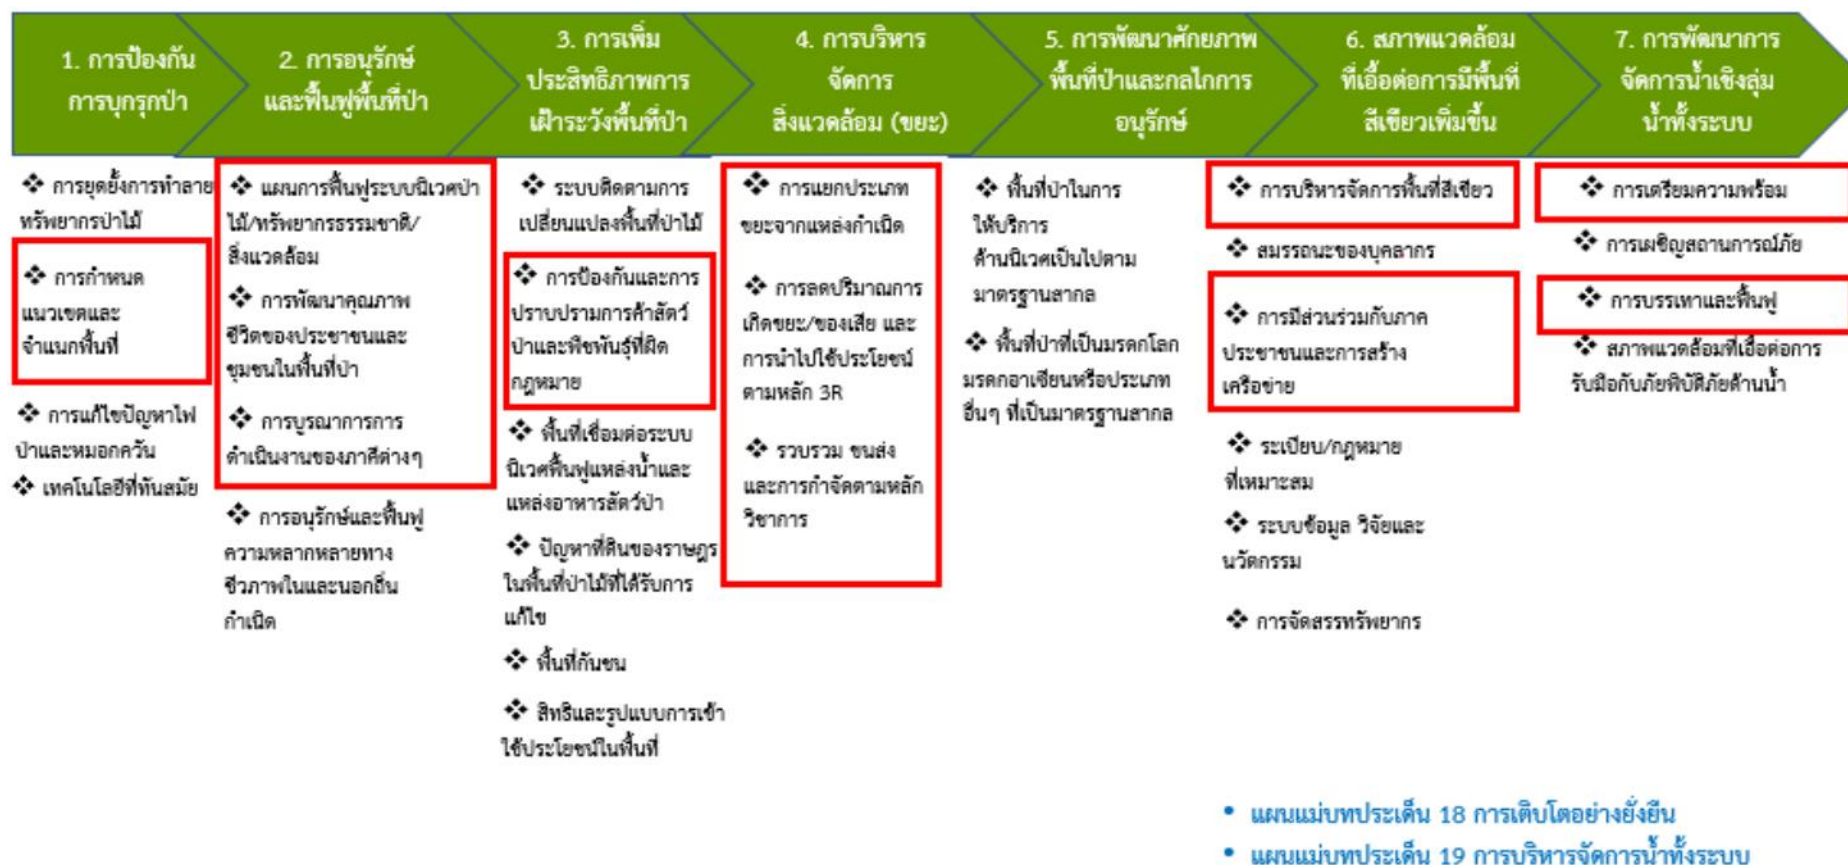 1. การป้องกัน
การบุกรุกป่า
2. การอนุรักษ์
และฟื้นฟูพื้นที่ป่า
3. การเพิ่ม
ประสิทธิภาพการ
เฝ้าระวังพื้นที่ป่า
4. การบริหาร
จัดการ
สิ่งแวดล้อม (ขยะ)
5. การพัฒนาศักยภาพ
พื้นที่ป่าและกลไกการ
อนุรักษ์
6. สภาพแวดล้อม
ที่เอื้อต่อการมีพื้นที่
สีเขียวเพิ่มขึ้น
7. การพัฒนาการ
จัดการน้ำเชิงลุ่ม
น้ำทั้งระบบ
❖ การยุดยั้งการทำลาย
ทรัพยากรป่าไม้
❖ การกำหนด
แนวเขตและ
จำแนกพื้นที่
❖ การแก้ไขปัญหาไฟ
ป่าและหมอกควัน
❖ เทคโนโลยีที่ทันสมัย
❖ แผนการฟื้นฟูระบบนิเวศป่า
ไม้/ทรัพยากรธรรมชาติ/
สิ่งแวดล้อม
❖ การพัฒนาคุณภาพ
ชีวิตของประชาชนและ
ชุมชนในพื้นที่ป่า
❖ การบูรณาการการ
ดำเนินงานของภาคีต่างๆ
❖ การอนุรักษ์และฟื้นฟู
ความหลากหลายทาง
ชีวภาพในและนอกถิ่น
กำเนิด
❖ ระบบติดตามการ
เปลี่ยนแปลงพื้นที่ป่าไม้
❖ การป้องกันและการ
ปราบปรามการค้าสัตว์
ป่าและพืชพันธุ์ที่ผิด
กฎหมาย
❖ พื้นที่เชื่อมต่อระบบ
นิเวศฟื้นฟูแหล่งน้ำและ
แหล่งอาหารสัตว์ป่า
❖ ปัญหาที่ดินของราษฎร
ในพื้นที่ป่าไม้ที่ได้รับการ
แก้ไข
❖ พื้นที่กันชน
❖ สิทธิและรูปแบบการเข้า
ใช้ประโยชน์ในพื้นที่
❖ การแยกประเภท
ขยะจากแหล่งกำเนิด
❖ การลดปริมาณการ
เกิดขยะ/ของเสีย และ
การนำไปใช้ประโยชน์
ตามหลัก 3R
❖ รวบรวม ขนส่ง
และการกำจัดตามหลัก
วิชาการ
❖ พื้นที่ป่าในการ
ให้บริการ
ด้านนิเวศเป็นไปตาม
มาตรฐานสากล
❖ พื้นที่ป่าที่เป็นมรดกโลก
มรดกอาเซียนหรือประเภท
อื่นๆ ที่เป็นมาตรฐานสากล
❖ การบริหารจัดการพื้นที่สีเขียว
❖ สมรรถนะของบุคลากร
❖ การมีส่วนร่วมกับภาค
ประชาชนและการสร้าง
เครือข่าย
❖ ระเบียบ/กฎหมาย
ที่เหมาะสม
❖ ระบบข้อมูล วิจัยและ
นวัตกรรม
❖ การจัดสรรทรัพยากร
❖ การเตรียมความพร้อม
❖ การเผชิญสถานการณ์ภัย
❖ การบรรเทาและฟื้นฟู
❖ สภาพแวดล้อมที่เอื้อต่อการ
รับมือกับภัยพิบัติภัยด้านน้ำ
• แผนแม่บทประเด็น 18 การเติบโตอย่างยั่งยืน
• แผนแม่บทประเด็น 19 การบริหารจัดการน้ำทั้งระบบ